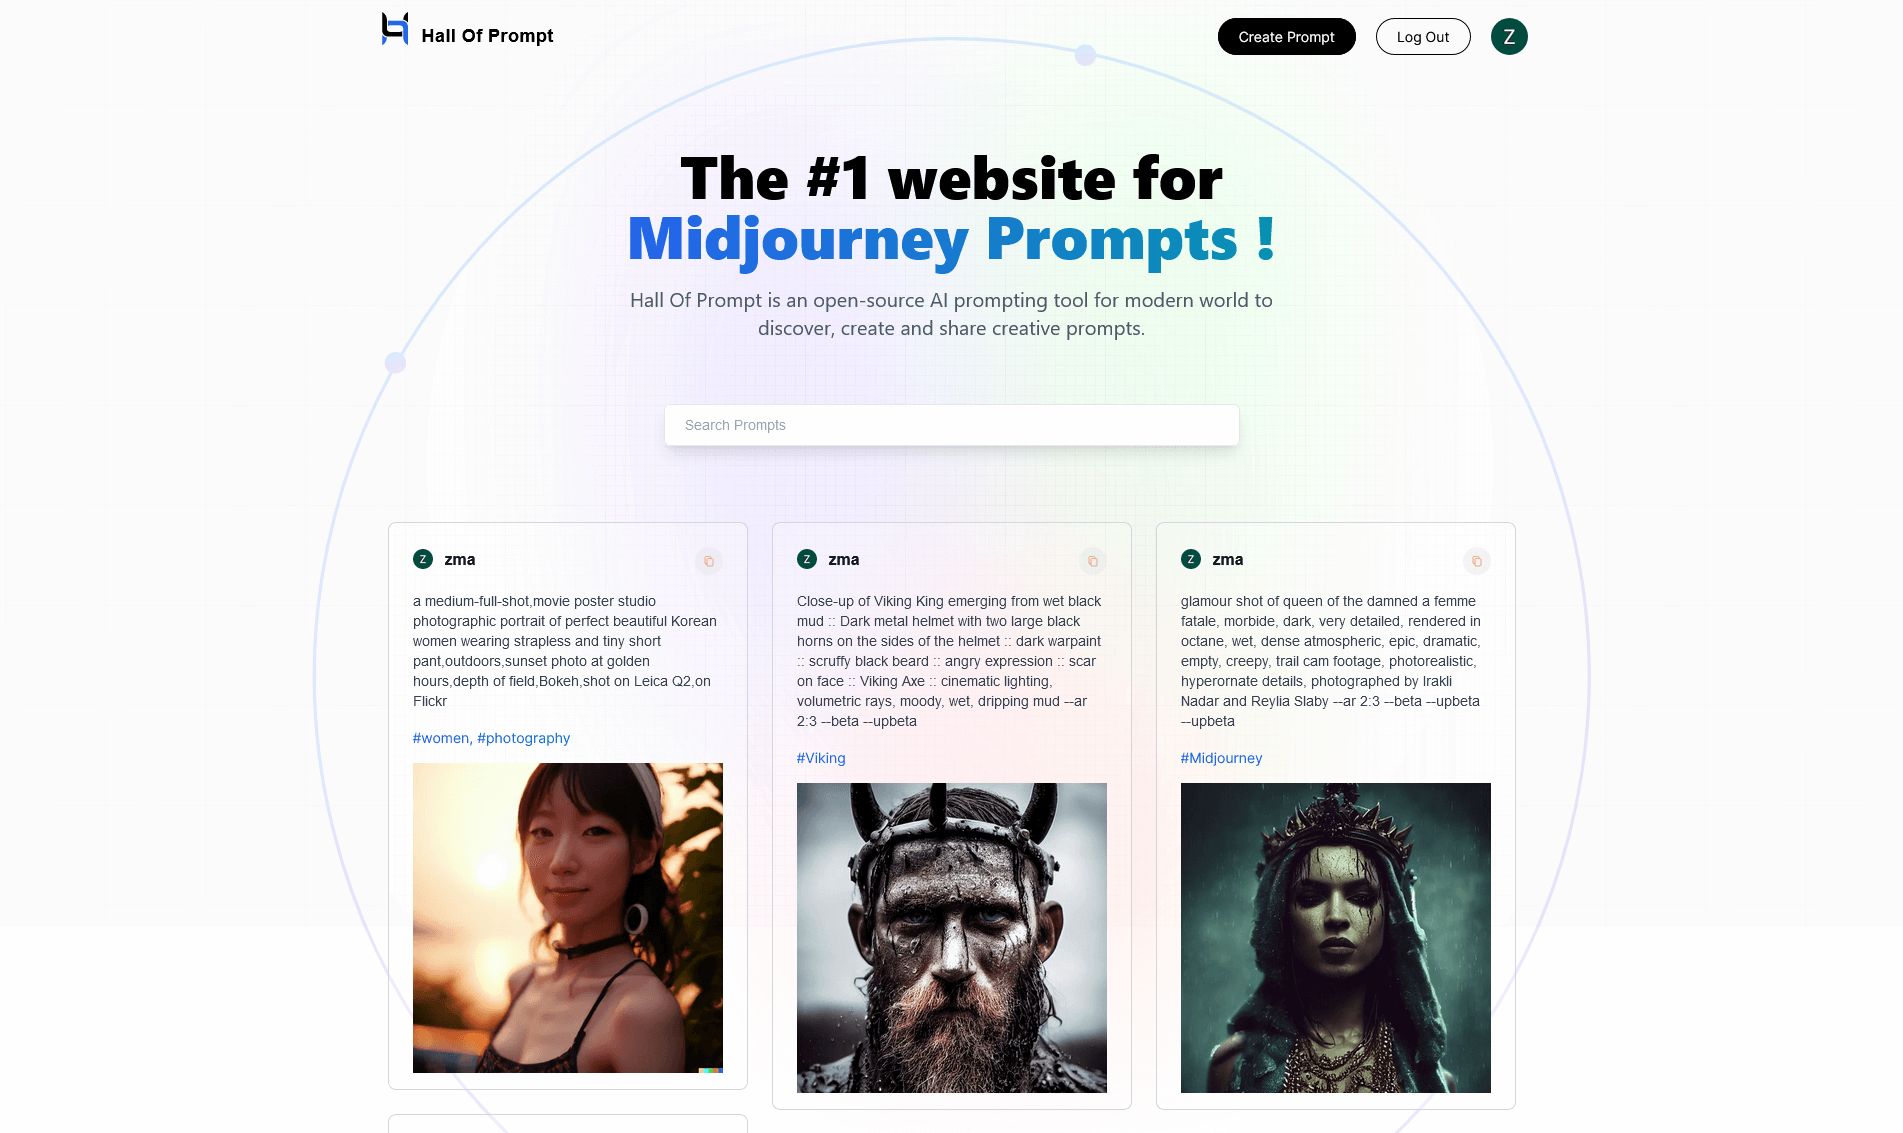 Hall Of Prompt
Create Prompt
Log Out
Z
The #1 website for
Midjourney Prompts !
Hall Of Prompt is an open-source AI prompting tool for modern world to
discover, create and share creative prompts.
Search Prompts
Z
zma
a medium-full-shot,movie poster studio
photographic portrait of perfect beautiful Korean
women wearing strapless and tiny short
pant,outdoors,sunset photo at golden
hours,depth of field,Bokeh,shot on Leica Q2,on
Flickr
#women, #photography
Z
zma
Close-up of Viking King emerging from wet black
mud :: Dark metal helmet with two large black
horns on the sides of the helmet :: dark warpaint
:: scruffy black beard :: angry expression :: scar
on face :: Viking Axe :: cinematic lighting,
volumetric rays, moody, wet, dripping mud --ar
2:3 --beta --upbeta
#Viking
Z
zma
glamour shot of queen of the damned a femme
fatale, morbide, dark, very detailed, rendered in
octane, wet, dense atmospheric, epic, dramatic,
empty, creepy, trail cam footage, photorealistic,
hyperornate details, photographed by Irakli
Nadar and Reylia Slaby --ar 2:3 --beta --upbeta
--upbeta
#Midjourney